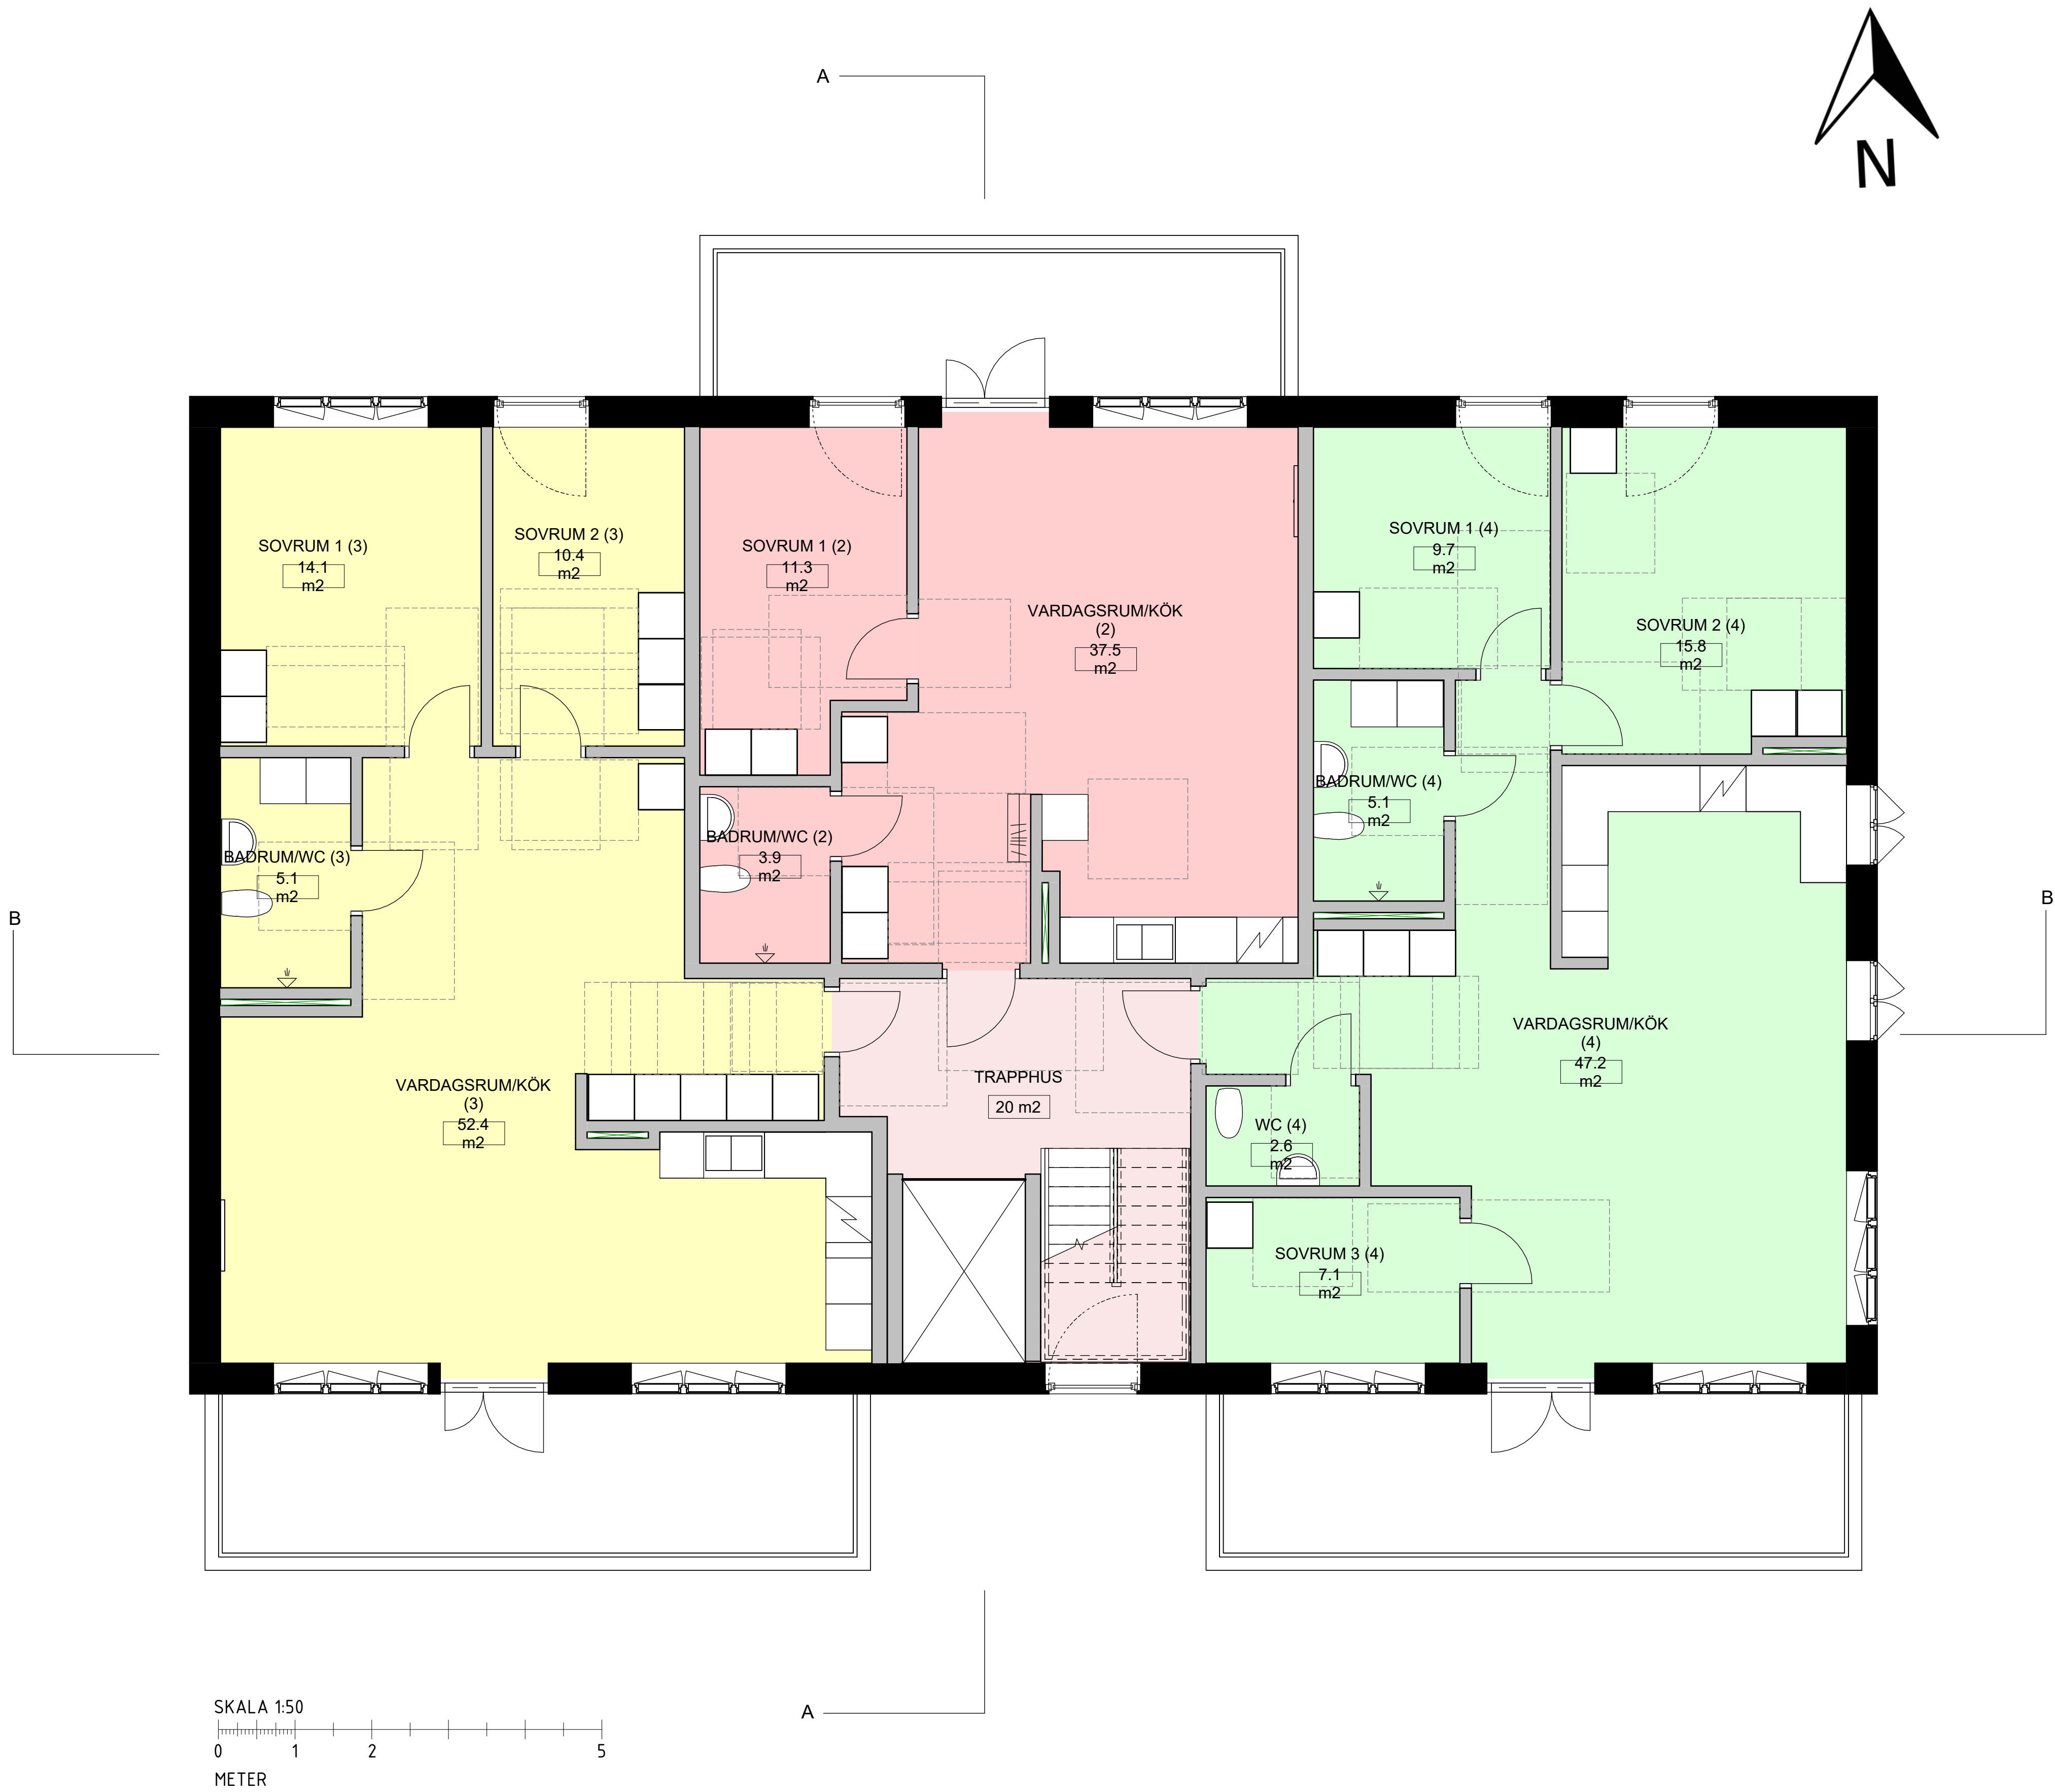 A
N
SOVRUM 1 (3)
14.1
m2
SOVRUM 2 (3)
10.4
m2
SOVRUM 1 (2)
11.3
m2
VARDAGSRUM/KÖK
(2)
37.5
m2
SOVRUM 1 (4)
9.7
m2
SOVRUM 2 (4)
15.8
m2
BADRUM/WC (3)
5.1
m2
BADRUM/WC (2)
3.9
m2
BADRUM/WC (4)
5.1
m2
B
B
VARDAGSRUM/KÖK
(3)
52.4
m2
TRAPPHUS
20 m2
VARDAGSRUM/KÖK
(4)
47.2
m2
WC (4)
2.6
m2
SOVRUM 3 (4)
7.1
m2
A
SKALA 1:50
0 1 2 5
METER